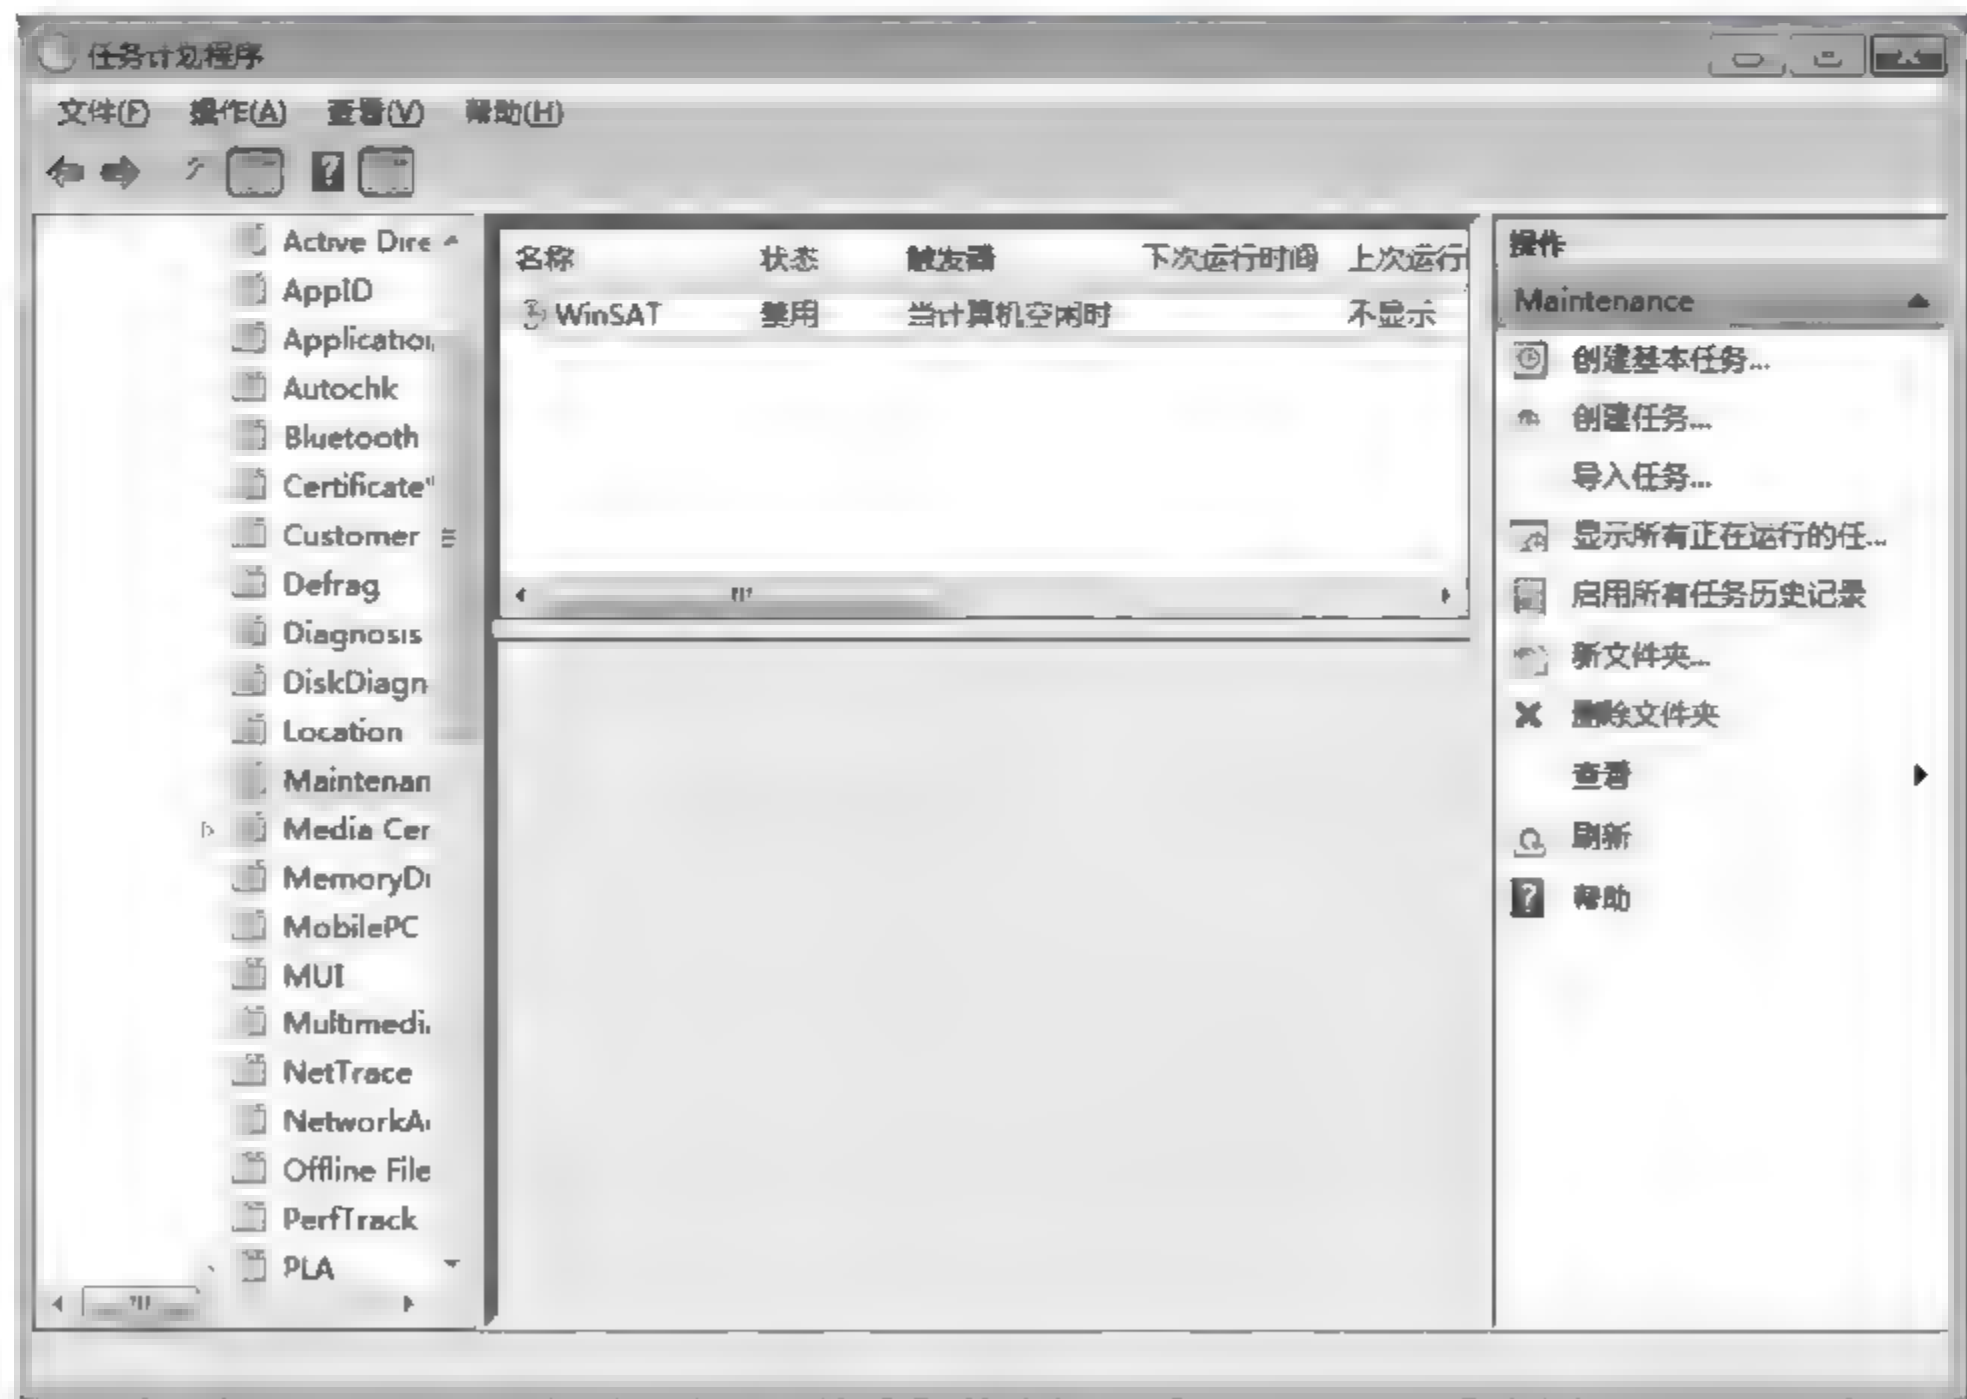 任务计划程序
文件(F) 操作(A) 查看(V) 帮助(H)
Active Dire
AppID
Application
Autochk
Bluetooth
Certificate
Customer
Defrag
Diagnosis
DiskDiagn
Location
Maintenan
Media Cer
MemoryDi
MobilePC
MUI
Multimedi
NetTrace
NetworkA
Offline File
PerfTrack
PLA
名称 状态 触发器 下次运行时间 上次运行
WinSAT 禁用 当计算机空闲时 不显示
操作
Maintenance
创建基本任务...
创建任务...
导入任务...
显示所有正在运行的任...
启用所有任务历史记录
新文件夹...
删除文件夹
查看
刷新
帮助